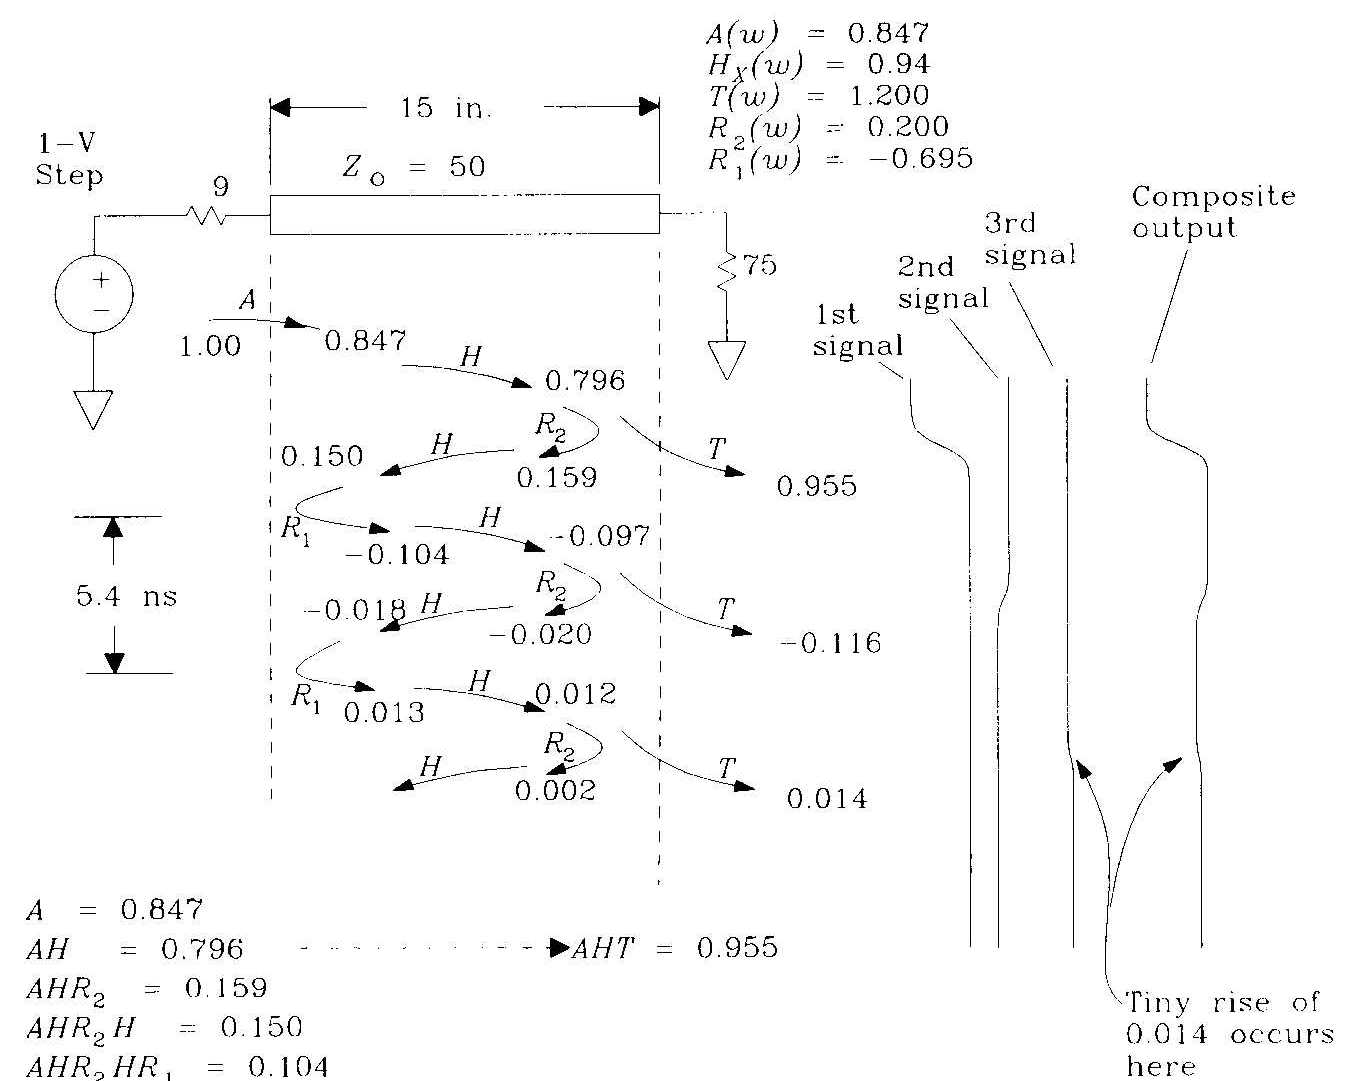 A(w) = 0.847
H_X(w) = 0.94
T(w) = 1.200
R_2(w) = 0.200
R_1(w) = -0.695
15 in.
1-V
Step
Z_O = 50
9
75
Composite
output
3rd
signal
2nd
signal
1st
signal
A
1.00
0.847
H
0.796
R_2
T
H
0.150
0.159
0.955
R_1
H
-0.104
-0.097
5.4 ns
R_2
T
-0.018
H
-0.020
-0.116
R_1
H
0.013
0.012
R_2
T
H
0.002
0.014
A = 0.847
AH = 0.796
AHT = 0.955
AHR_2 = 0.159
AHR_2H = 0.150
AHR_2HR_1 = 0.104
Tiny rise of
0.014 occurs
here